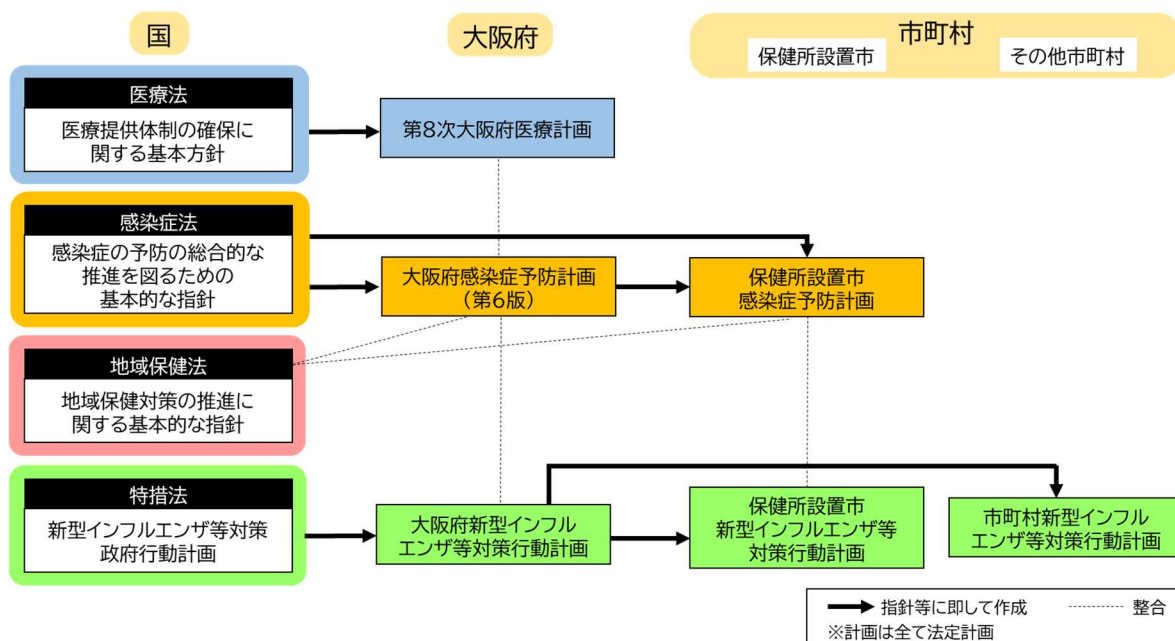 国
大阪府
市町村
保健所設置市
その他市町村
医療法
医療提供体制の確保に
関する基本方針
第8次大阪府医療計画
感染症法
感染症の予防の総合的な
推進を図るための
基本的な指針
大阪府感染症予防計画
（第6版）
保健所設置市
感染症予防計画
地域保健法
地域保健対策の推進に
関する基本的な指針
特措法
新型インフルエンザ等対策
政府行動計画
大阪府新型インフル
エンザ等対策行動計画
保健所設置市
新型インフルエンザ等
対策行動計画
市町村新型インフル
エンザ等対策行動計画
指針等に即して作成
整合
※計画は全て法定計画